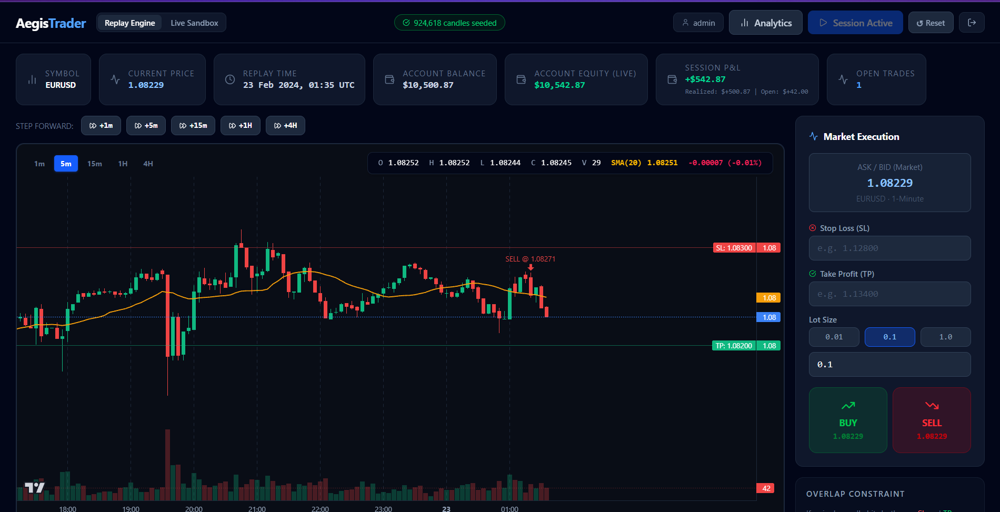 AegisTrader
Replay Engine
Live Sandbox
924,618 candles seeded
admin
Analytics
Session Active
Reset
SYMBOL
EURUSD
CURRENT PRICE
1.08229
REPLAY TIME
23 Feb 2024, 01:35 UTC
ACCOUNT BALANCE
$10,500.87
ACCOUNT EQUITY (LIVE)
$10,542.87
SESSION P&L
+$542.87
Realized: $+500.87 | Open: $+42.00
OPEN TRADES
1
STEP FORWARD:
+1m
+5m
+15m
+1H
+4H
1m
5m
15m
1H
4H
O 1.08252 H 1.08252 L 1.08244 C 1.08245 V 29 SMA(20) 1.08251 -0.00007 (-0.01%)
SL: 1.08300
1.08
SELL @ 1.08271
1.08
1.08
TP: 1.08200
1.08
42
18:00
19:00
20:00
21:00
22:00
23:00
23
01:00
Market Execution
ASK / BID (Market)
1.08229
EURUSD · 1-Minute
Stop Loss (SL)
e.g. 1.12800
Take Profit (TP)
e.g. 1.13400
Lot Size
0.01
0.1
1.0
0.1
BUY
1.08229
SELL
1.08229
OVERLAP CONSTRAINT